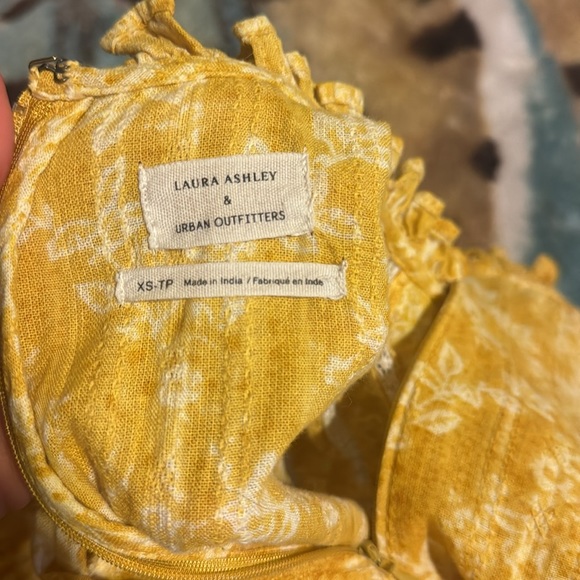 LAURA ASHLEY
&
URBAN OUTFITTERS
XS-TP Made in India / Fabriqué en Inde